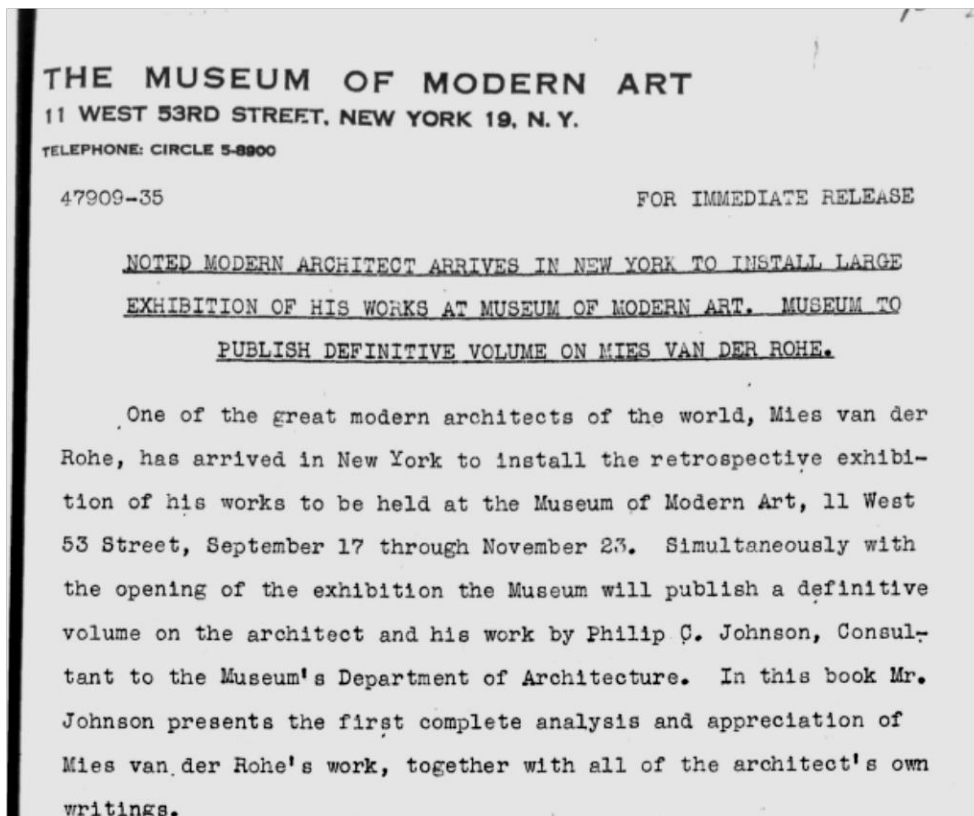 THE MUSEUM OF MODERN ART
11 WEST 53RD STREET, NEW YORK 19, N. Y.
TELEPHONE: CIRCLE 5-8900
47909-35 FOR IMMEDIATE RELEASE
NOTED MODERN ARCHITECT ARRIVES IN NEW YORK TO INSTALL LARGE
EXHIBITION OF HIS WORKS AT MUSEUM OF MODERN ART. MUSEUM TO
PUBLISH DEFINITIVE VOLUME ON MIES VAN DER ROHE.
One of the great modern architects of the world, Mies van der
Rohe, has arrived in New York to install the retrospective exhibi-
tion of his works to be held at the Museum of Modern Art, 11 West
53 Street, September 17 through November 23. Simultaneously with
the opening of the exhibition the Museum will publish a definitive
volume on the architect and his work by Philip C. Johnson, Consul-
tant to the Museum's Department of Architecture. In this book Mr.
Johnson presents the first complete analysis and appreciation of
Mies van der Rohe's work, together with all of the architect's own
writings.